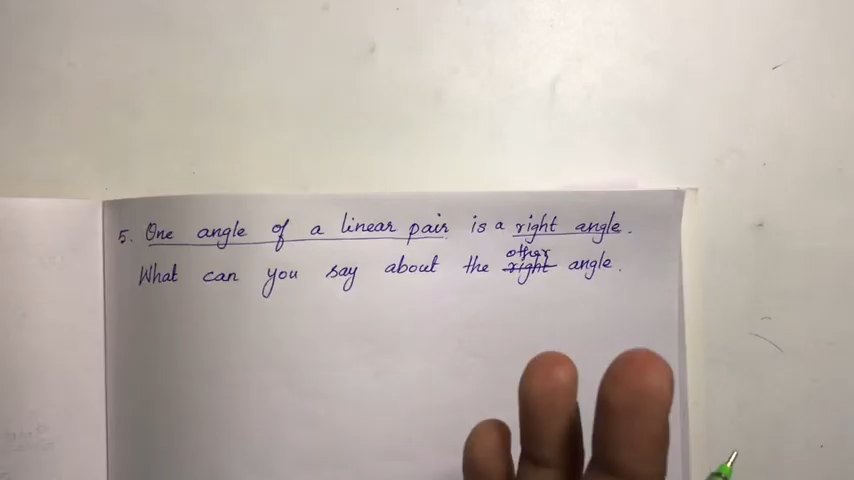 5. One angle of a linear pair is a right angle.
What can you say about the other right angle.